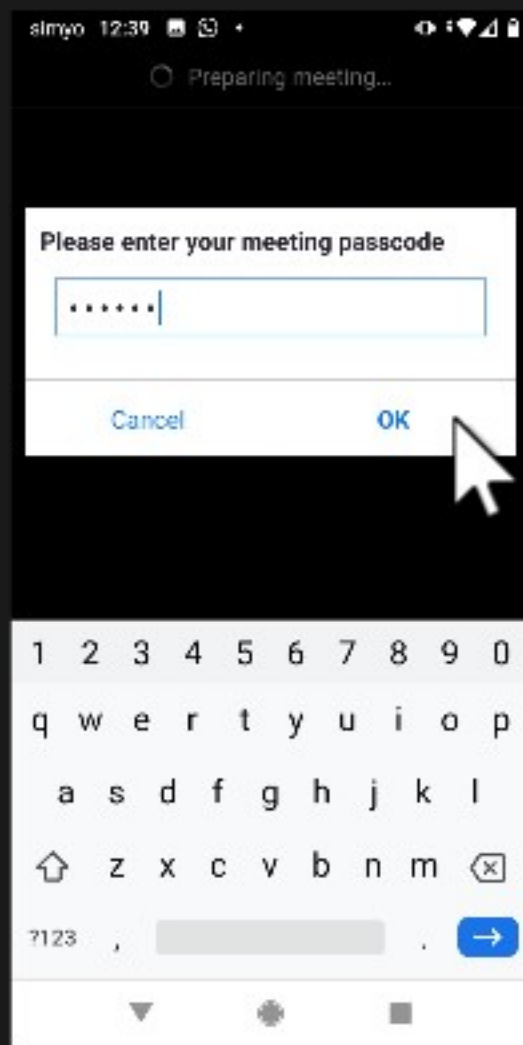 simyo 12:39
Preparing meeting...
Please enter your meeting passcode
••••••
Cancel OK
1 2 3 4 5 6 7 8 9 0
q w e r t y u i o p
a s d f g h j k l
z x c v b n m
?123 , .